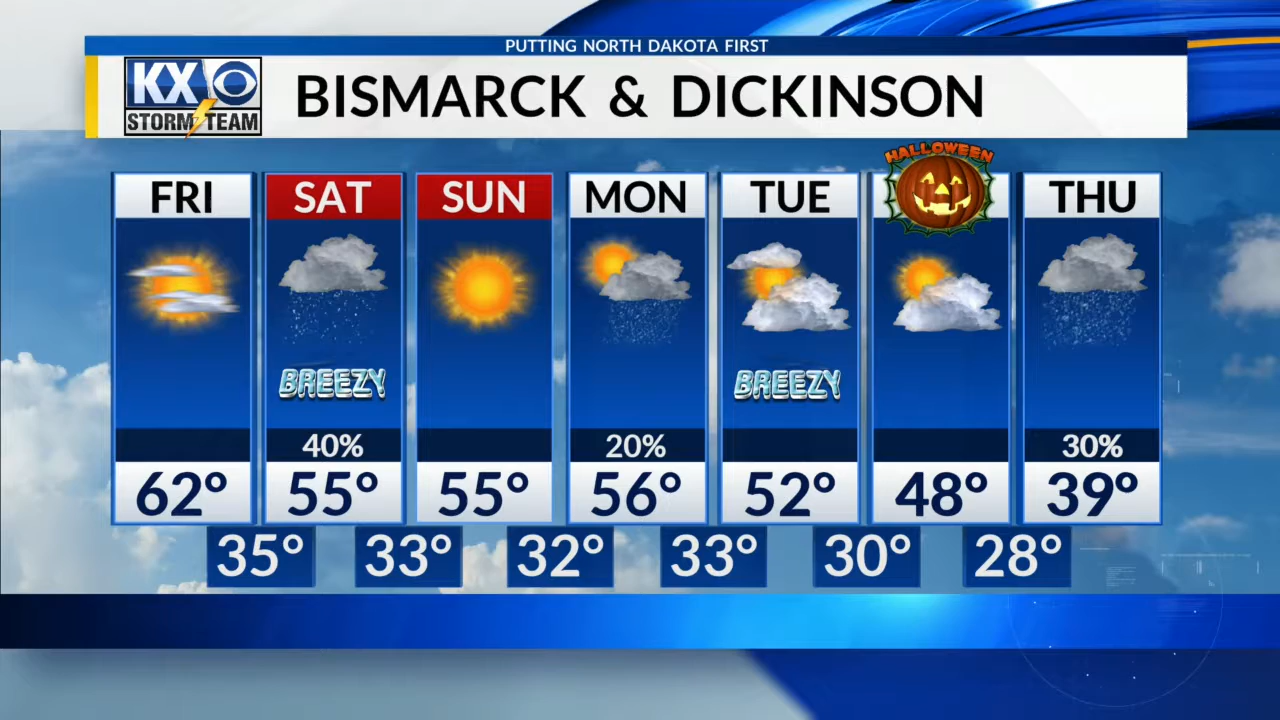 PUTTING NORTH DAKOTA FIRST
KX
STORM TEAM
BISMARCK & DICKINSON
HALLOWEEN
FRI SAT SUN MON TUE THU
BREEZY BREEZY
40% 20% 30%
62° 55° 55° 56° 52° 48° 39°
35° 33° 32° 33° 30° 28°